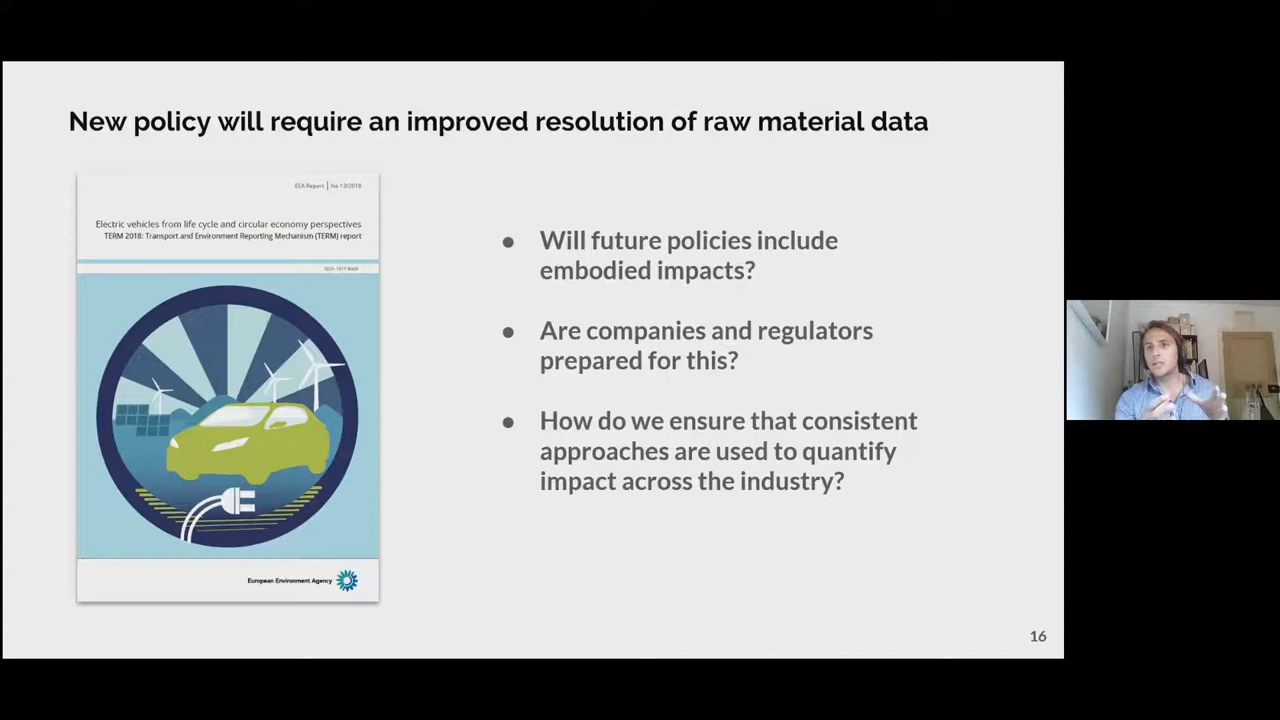 New policy will require an improved resolution of raw material data
EEA Report | No 13/2018
Electric vehicles from life cycle and circular economy perspectives
TERM 2018: Transport and Environment Reporting Mechanism (TERM) report
European Environment Agency
● Will future policies include
embodied impacts?
● Are companies and regulators
prepared for this?
● How do we ensure that consistent
approaches are used to quantify
impact across the industry?
16